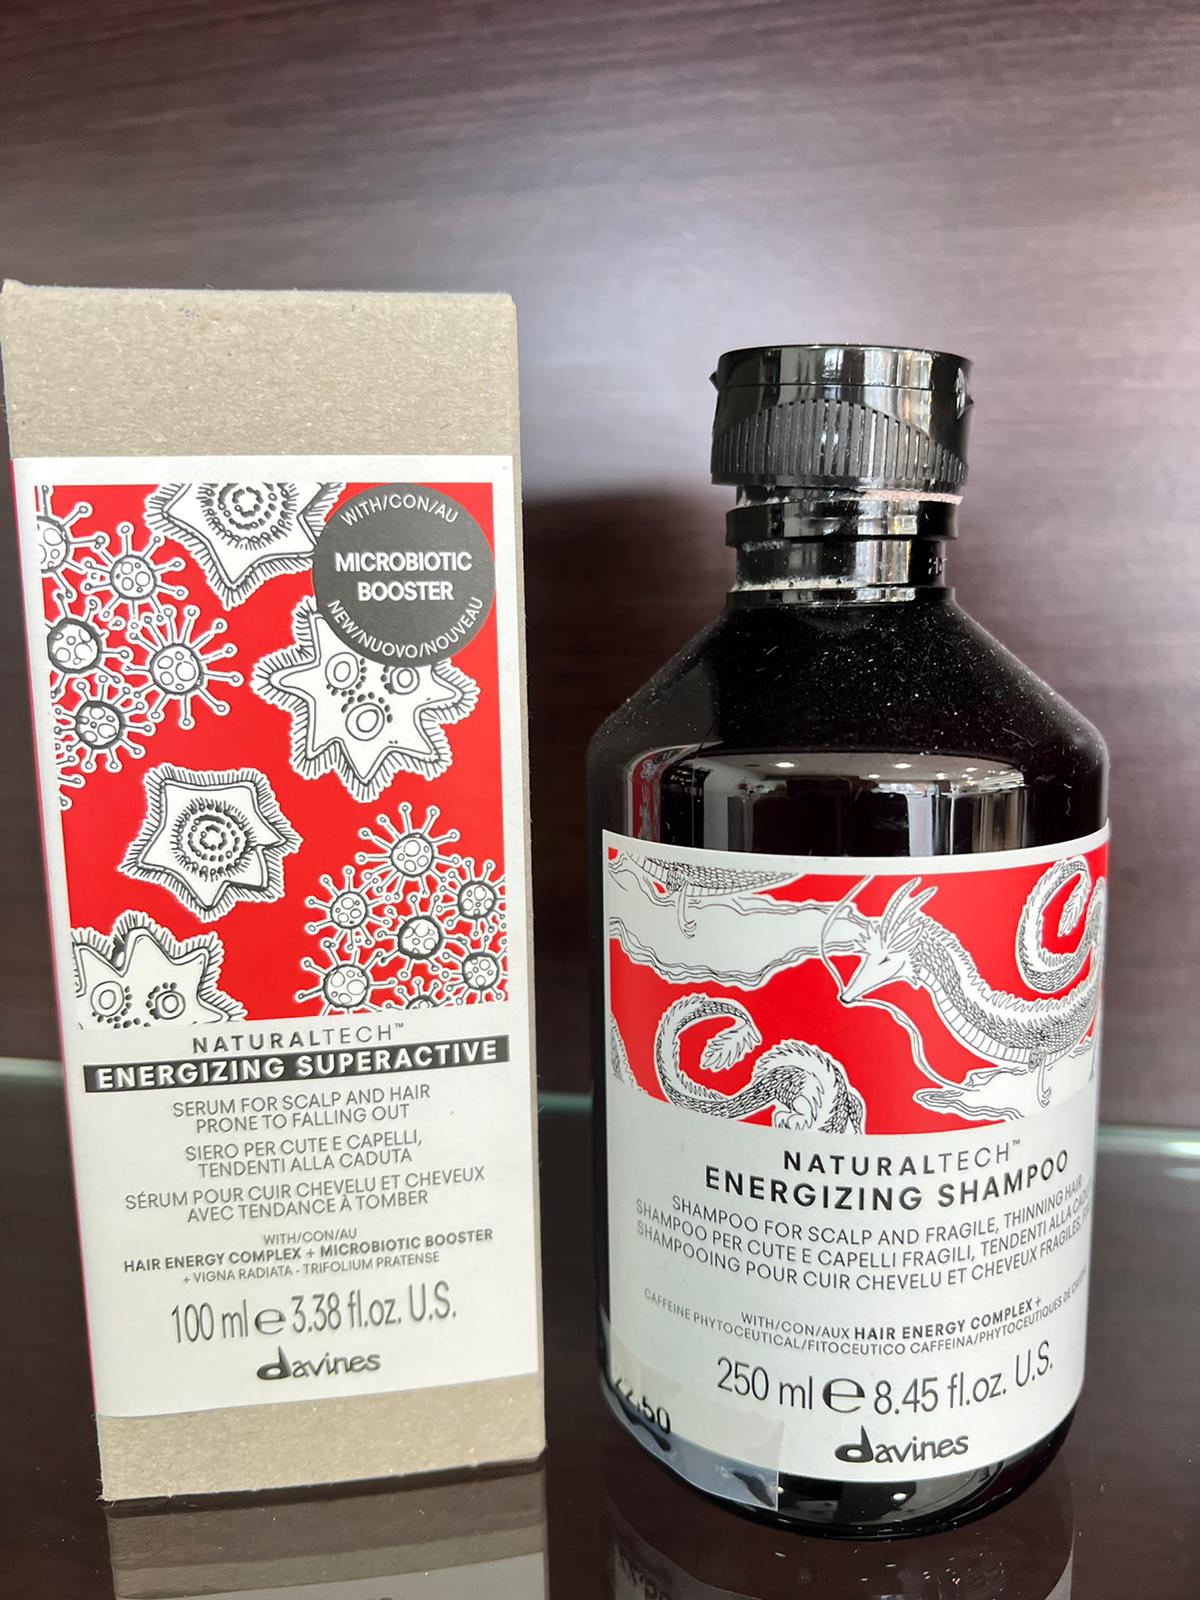 WITH/CON/AU
MICROBIOTIC
BOOSTER
NEW/NUOVO/NOUVEAU
NATURALTECH™
ENERGIZING SUPERACTIVE
SERUM FOR SCALP AND HAIR
PRONE TO FALLING OUT
SIERO PER CUTE E CAPELLI,
TENDENTI ALLA CADUTA
SÉRUM POUR CUIR CHEVELU ET CHEVEUX
AVEC TENDANCE À TOMBER
WITH/CON/AU
HAIR ENERGY COMPLEX + MICROBIOTIC BOOSTER
+ VIGNA RADIATA - TRIFOLIUM PRATENSE
100 ml e 3.38 fl.oz. U.S.
davines
NATURALTECH™
ENERGIZING SHAMPOO
SHAMPOO FOR SCALP AND FRAGILE, THINNING HAIR
SHAMPOO PER CUTE E CAPELLI FRAGILI, TENDENTI ALLA
SHAMPOOING POUR CUIR CHEVELU ET CHEVEUX FRAGILES,
WITH/CON/AUX HAIR ENERGY COMPLEX +
CAFFEINE PHYTOCEUTICAL/FITOCEUTICO CAFFEINA/PHYTOCEUTIQUES DE
250 ml e 8.45 fl.oz. U.S.
davines